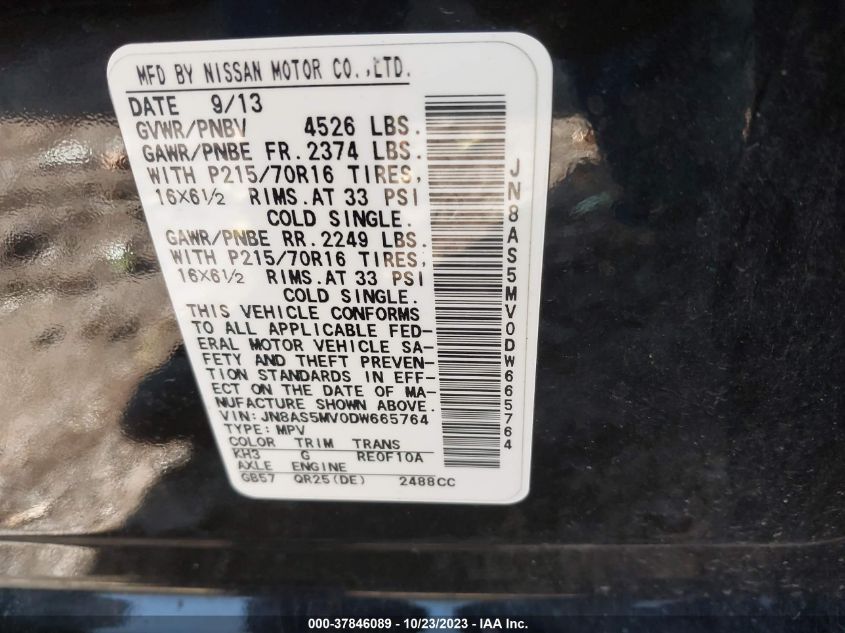 MFD BY NISSAN MOTOR CO.,LTD.
DATE 9/13
GVWR/PNBV 4526 LBS.
GAWR/PNBE FR. 2374 LBS.
WITH P215/70R16 TIRES,
16X6½ RIMS. AT 33 PSI
COLD SINGLE.
GAWR/PNBE RR. 2249 LBS.
WITH P215/70R16 TIRES,
16X6½ RIMS. AT 33 PSI
COLD SINGLE.
THIS VEHICLE CONFORMS
TO ALL APPLICABLE FED-
ERAL MOTOR VEHICLE SA-
FETY AND THEFT PREVEN-
TION STANDARDS IN EFF-
ECT ON THE DATE OF MA-
NUFACTURE SHOWN ABOVE.
VIN: JN8AS5MV0DW665764
TYPE: MPV
COLOR TRIM TRANS
KH3 G RE0F10A
AXLE ENGINE
GB57 QR25(DE) 2488CC
JN8AS5MV0DW665764
000-37846089 - 10/23/2023 - IAA Inc.